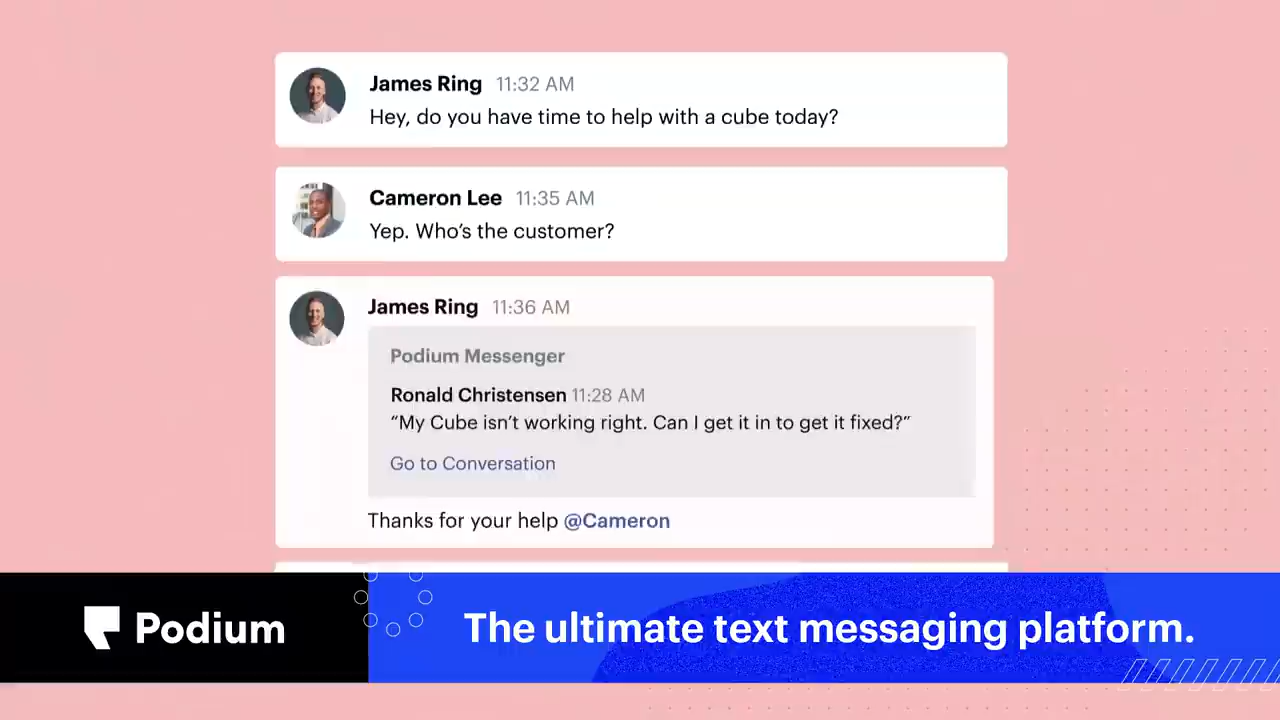 James Ring 11:32 AM
Hey, do you have time to help with a cube today?
Cameron Lee 11:35 AM
Yep. Who’s the customer?
James Ring 11:36 AM
Podium Messenger
Ronald Christensen 11:28 AM
“My Cube isn’t working right. Can I get it in to get it fixed?”
Go to Conversation
Thanks for your help @Cameron
Podium
The ultimate text messaging platform.